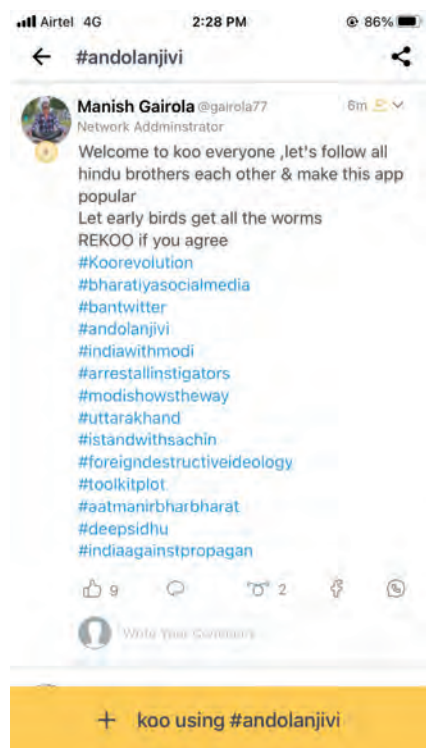 Airtel 4G 2:28 PM 86%
#andolanjivi
Manish Gairola @gairola77 6m
Network Addminstrator
Welcome to koo everyone ,let's follow all
hindu brothers each other & make this app
popular
Let early birds get all the worms
REKOO if you agree
#Koorevolution
#bharatiyasocialmedia
#bantwitter
#andolanjivi
#indiawithmodi
#arrestallinstigators
#modishowstheway
#uttarakhand
#istandwithsachin
#foreigndestructiveideology
#toolkitplot
#aatmanirbharbharat
#deepsidhu
#indiaagainstpropagan
9 2
Write Your Comment
+ koo using #andolanjivi